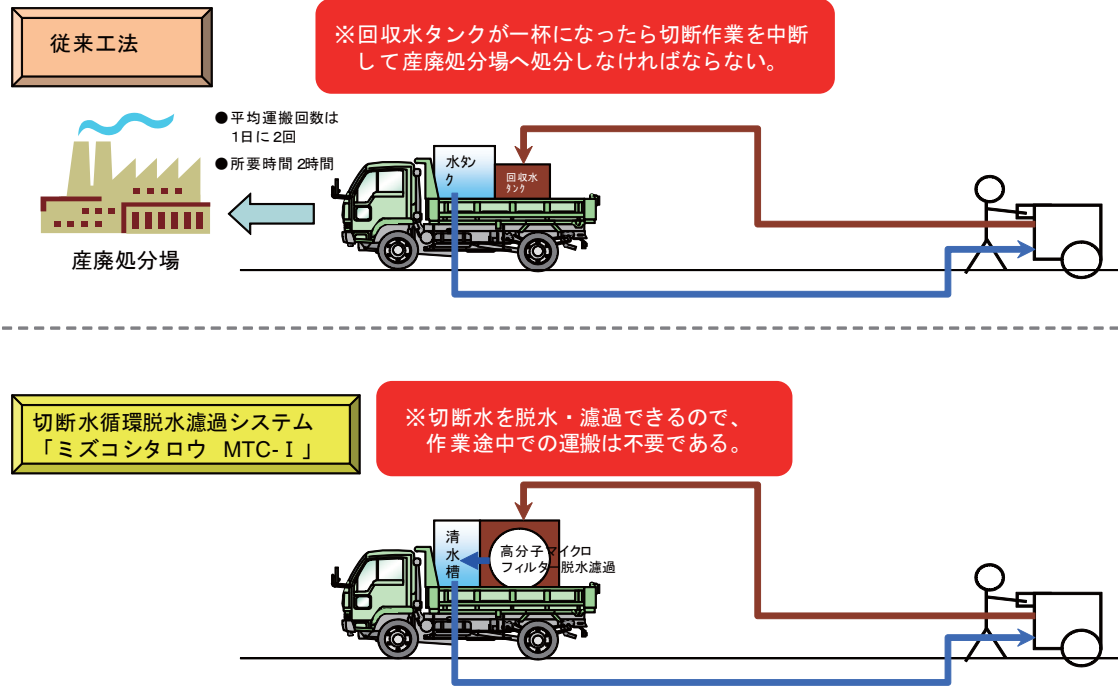 従来工法
※回収水タンクが一杯になったら切断作業を中断
して産廃処分場へ処分しなければならない。
●平均運搬回数は
1日に2回
●所要時間2時間
産廃処分場
水タン
ク
回収水
タンク
切断水循環脱水濾過システム
「ミズコシタロウ MTC-Ⅰ」
※切断水を脱水・濾過できるので、
作業途中での運搬は不要である。
清
水
槽
高分子マイクロ
フィルター脱水濾過